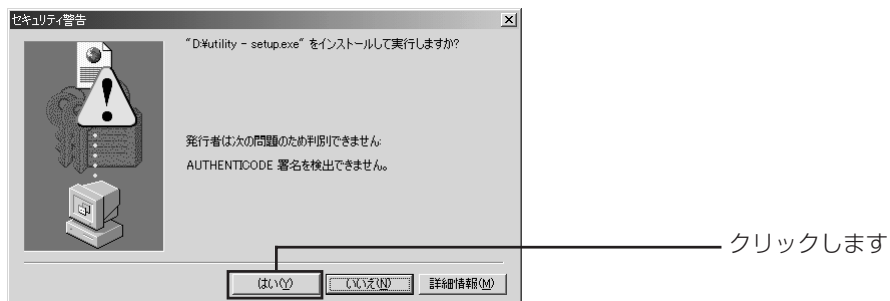 セキュリティ警告
"D:¥utility - setup.exe" をインストールして実行しますか?
発行者は次の問題のため判別できません:
AUTHENTICODE 署名を検出できません。
はい(Y) いいえ(N) 詳細情報(M)
クリックします